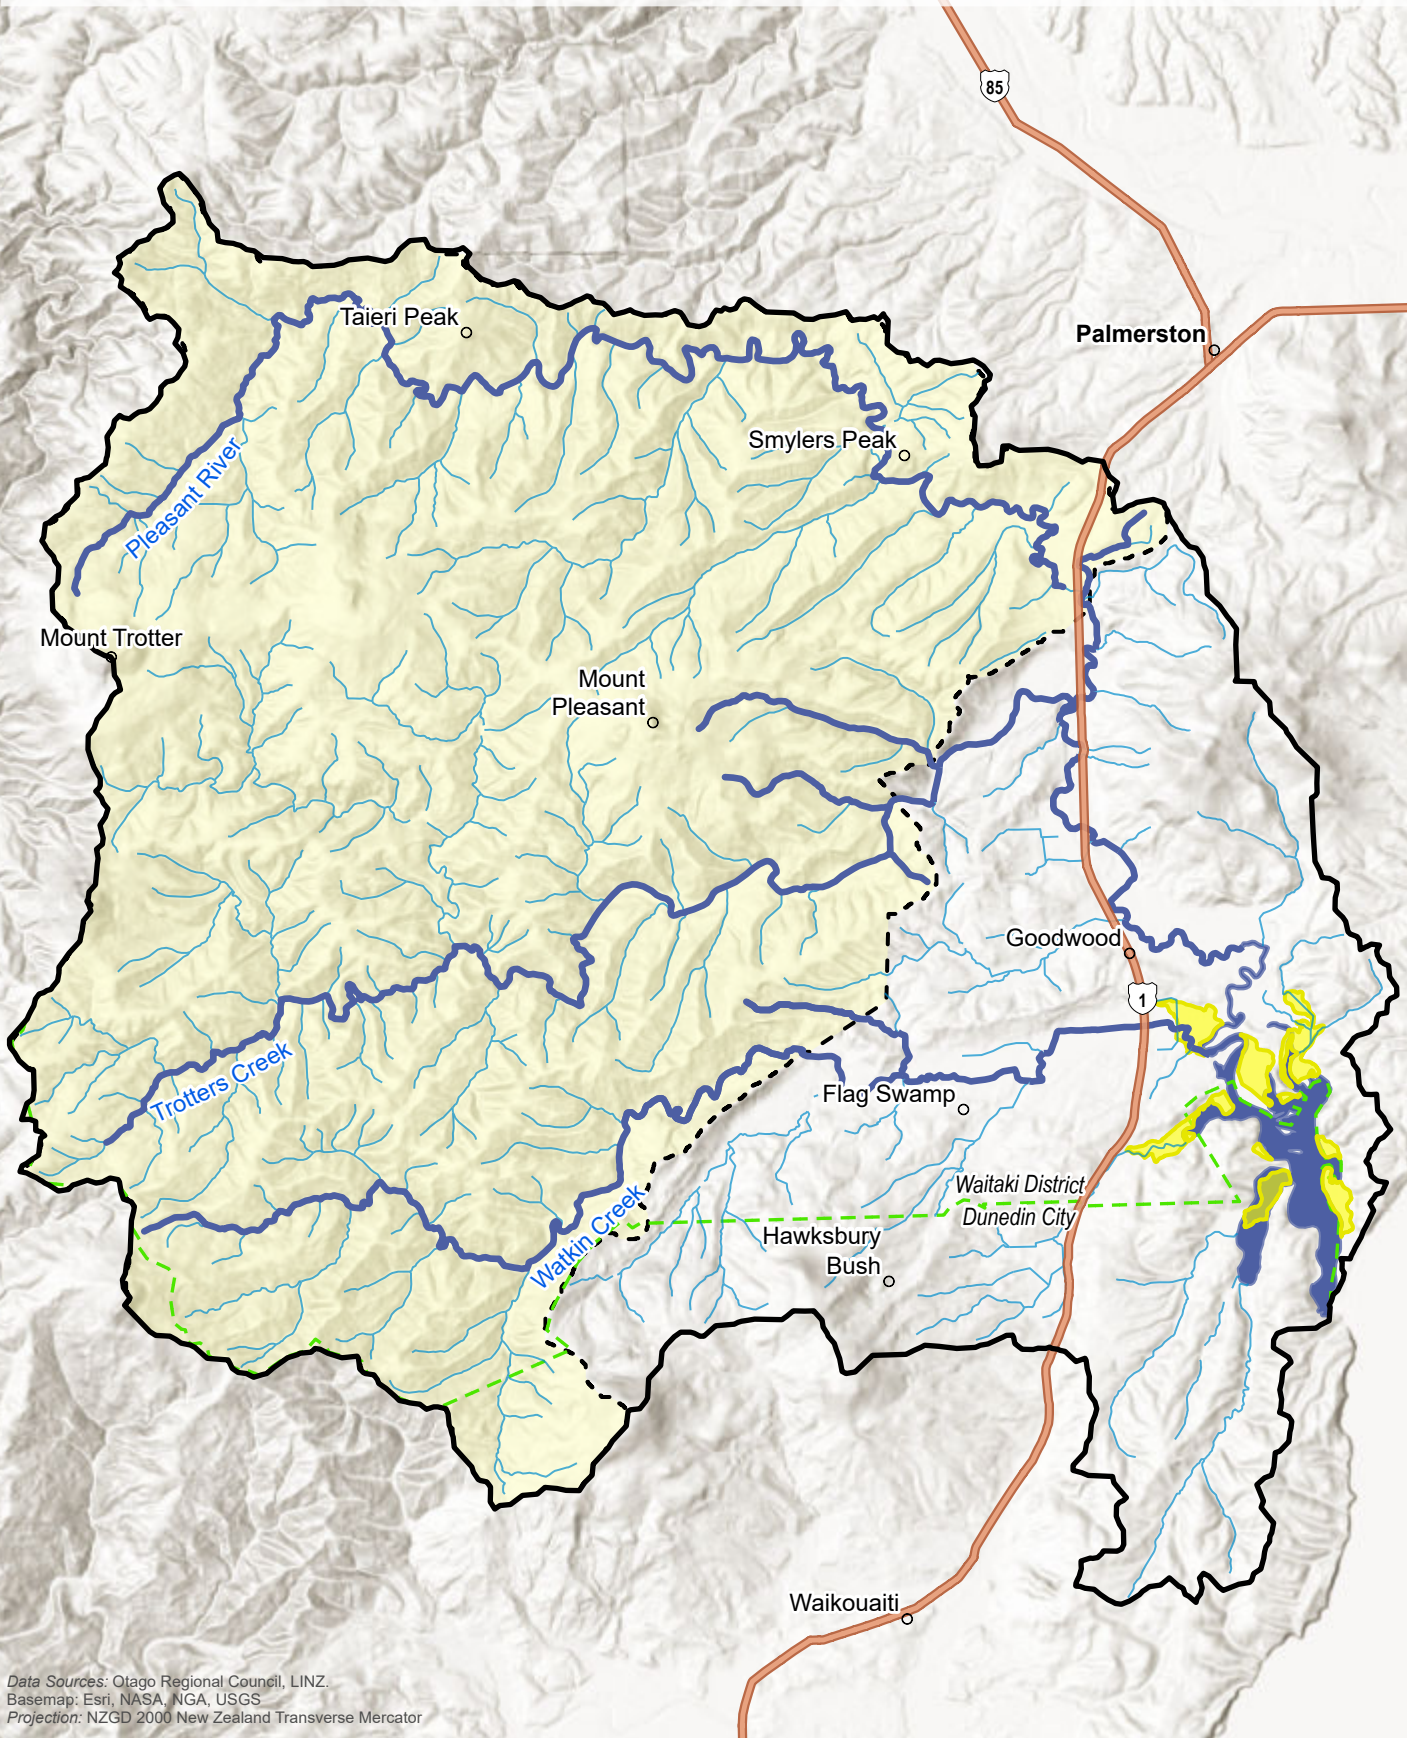 85
Taieri Peak
Palmerston
Smylers Peak
Pleasant River
Mount Trotter
Mount
Pleasant
Goodwood
1
Trotters Creek
Flag Swamp
Waitaki District
Dunedin City
Watkin Creek
Hawksbury
Bush
Waikouaiti
Data Sources: Otago Regional Council, LINZ.
Basemap: Esri, NASA, NGA, USGS
Projection: NZGD 2000 New Zealand Transverse Mercator